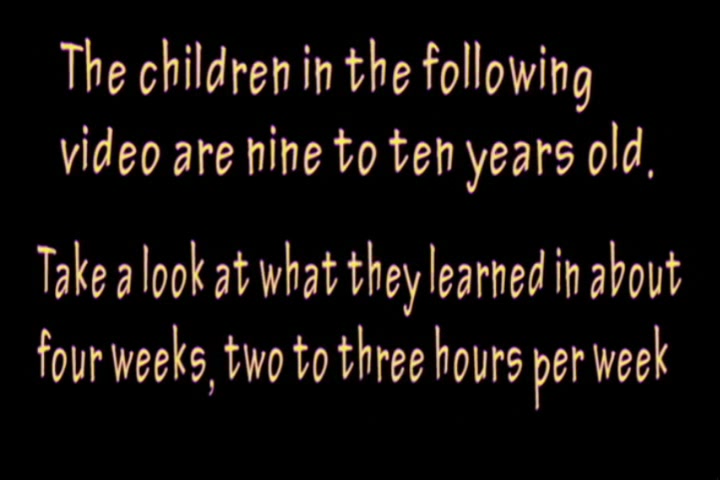 The children in the following
video are nine to ten years old.
Take a look at what they learned in about
four weeks, two to three hours per week